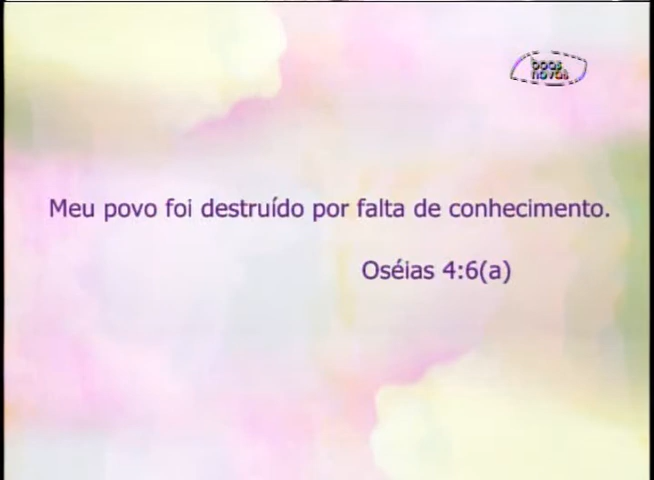 boas
novas
Meu povo foi destruído por falta de conhecimento.
Oséias 4:6(a)